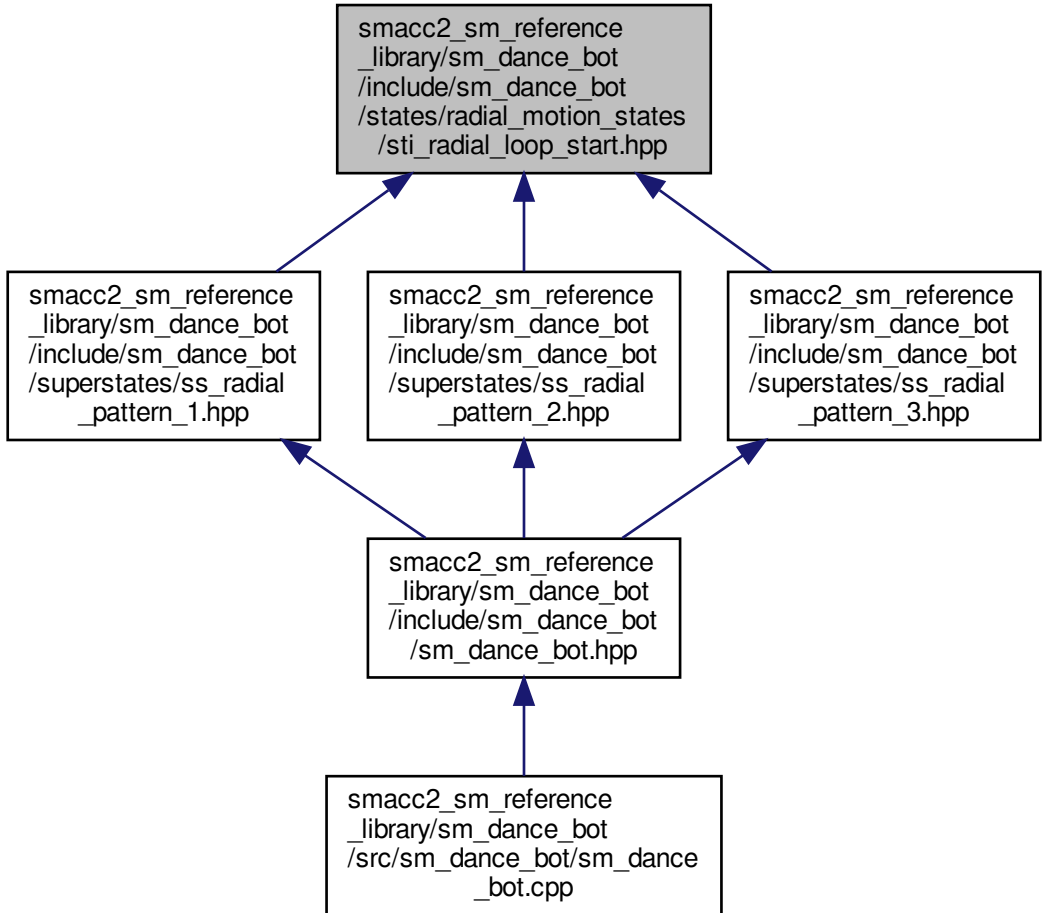 smacc2_sm_reference
_library/sm_dance_bot
/include/sm_dance_bot
/states/radial_motion_states
/sti_radial_loop_start.hpp
smacc2_sm_reference
_library/sm_dance_bot
/include/sm_dance_bot
/superstates/ss_radial
_pattern_1.hpp
smacc2_sm_reference
_library/sm_dance_bot
/include/sm_dance_bot
/superstates/ss_radial
_pattern_2.hpp
smacc2_sm_reference
_library/sm_dance_bot
/include/sm_dance_bot
/superstates/ss_radial
_pattern_3.hpp
smacc2_sm_reference
_library/sm_dance_bot
/include/sm_dance_bot
/sm_dance_bot.hpp
smacc2_sm_reference
_library/sm_dance_bot
/src/sm_dance_bot/sm_dance
_bot.cpp